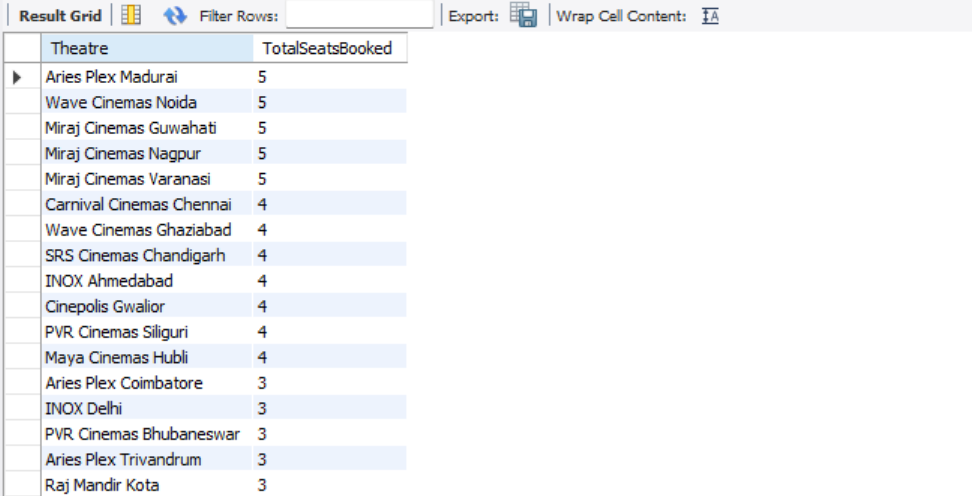 Result Grid Filter Rows: Export: Wrap Cell Content: IA
Theatre TotalSeatsBooked
Aries Plex Madurai 5
Wave Cinemas Noida 5
Miraj Cinemas Guwahati 5
Miraj Cinemas Nagpur 5
Miraj Cinemas Varanasi 5
Carnival Cinemas Chennai 4
Wave Cinemas Ghaziabad 4
SRS Cinemas Chandigarh 4
INOX Ahmedabad 4
Cinepolis Gwalior 4
PVR Cinemas Siliguri 4
Maya Cinemas Hubli 4
Aries Plex Coimbatore 3
INOX Delhi 3
PVR Cinemas Bhubaneswar 3
Aries Plex Trivandrum 3
Raj Mandir Kota 3